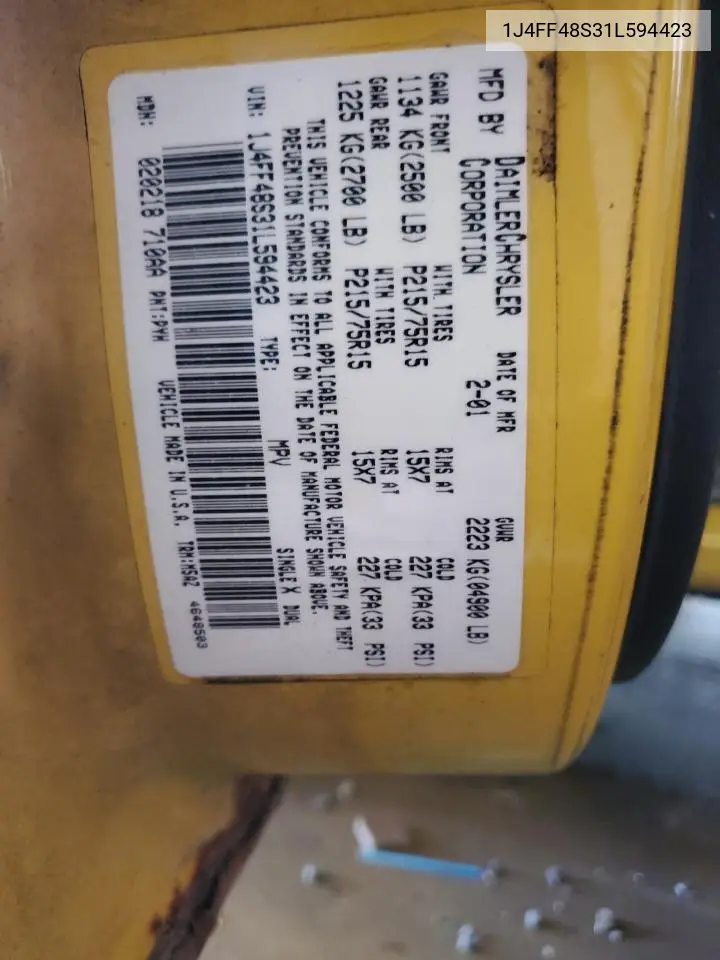 1J4FF48S31L594423
MFD BY DAIMLERCHRYSLER CORPORATION
DATE OF MFR 2-01
GVWR 2223 KG(04900 LB)
GAWR FRONT WITH TIRES RIMS AT COLD
1134 KG(2500 LB) P215/75R15 15X7 227 KPA(33 PSI)
GAWR REAR WITH TIRES RIMS AT COLD
1225 KG(2700 LB) P215/75R15 15X7 227 KPA(33 PSI)
THIS VEHICLE CONFORMS TO ALL APPLICABLE FEDERAL MOTOR VEHICLE SAFETY AND THEFT
PREVENTION STANDARDS IN EFFECT ON THE DATE OF MANUFACTURE SHOWN ABOVE.
VIN: 1J4FF48S31L594423 TYPE: MPV SINGLE X DUAL
MDH: 020218 710AA PNT:PYH VEHICLE MADE IN U.S.A. TRM:MSAZ 4648503